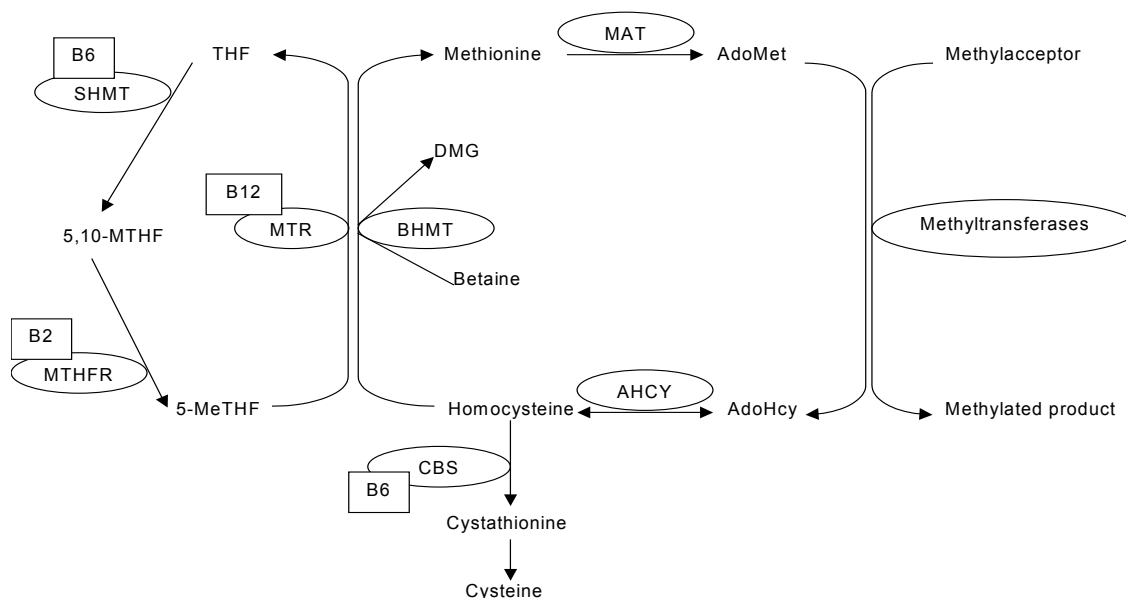 MAT
B6
THF
Methionine
AdoMet
Methylacceptor
SHMT
DMG
B12
5,10-MTHF
MTR
BHMT
Methyltransferases
Betaine
B2
MTHFR
AHCY
5-MeTHF
Homocysteine
AdoHcy
Methylated product
CBS
B6
Cystathionine
Cysteine